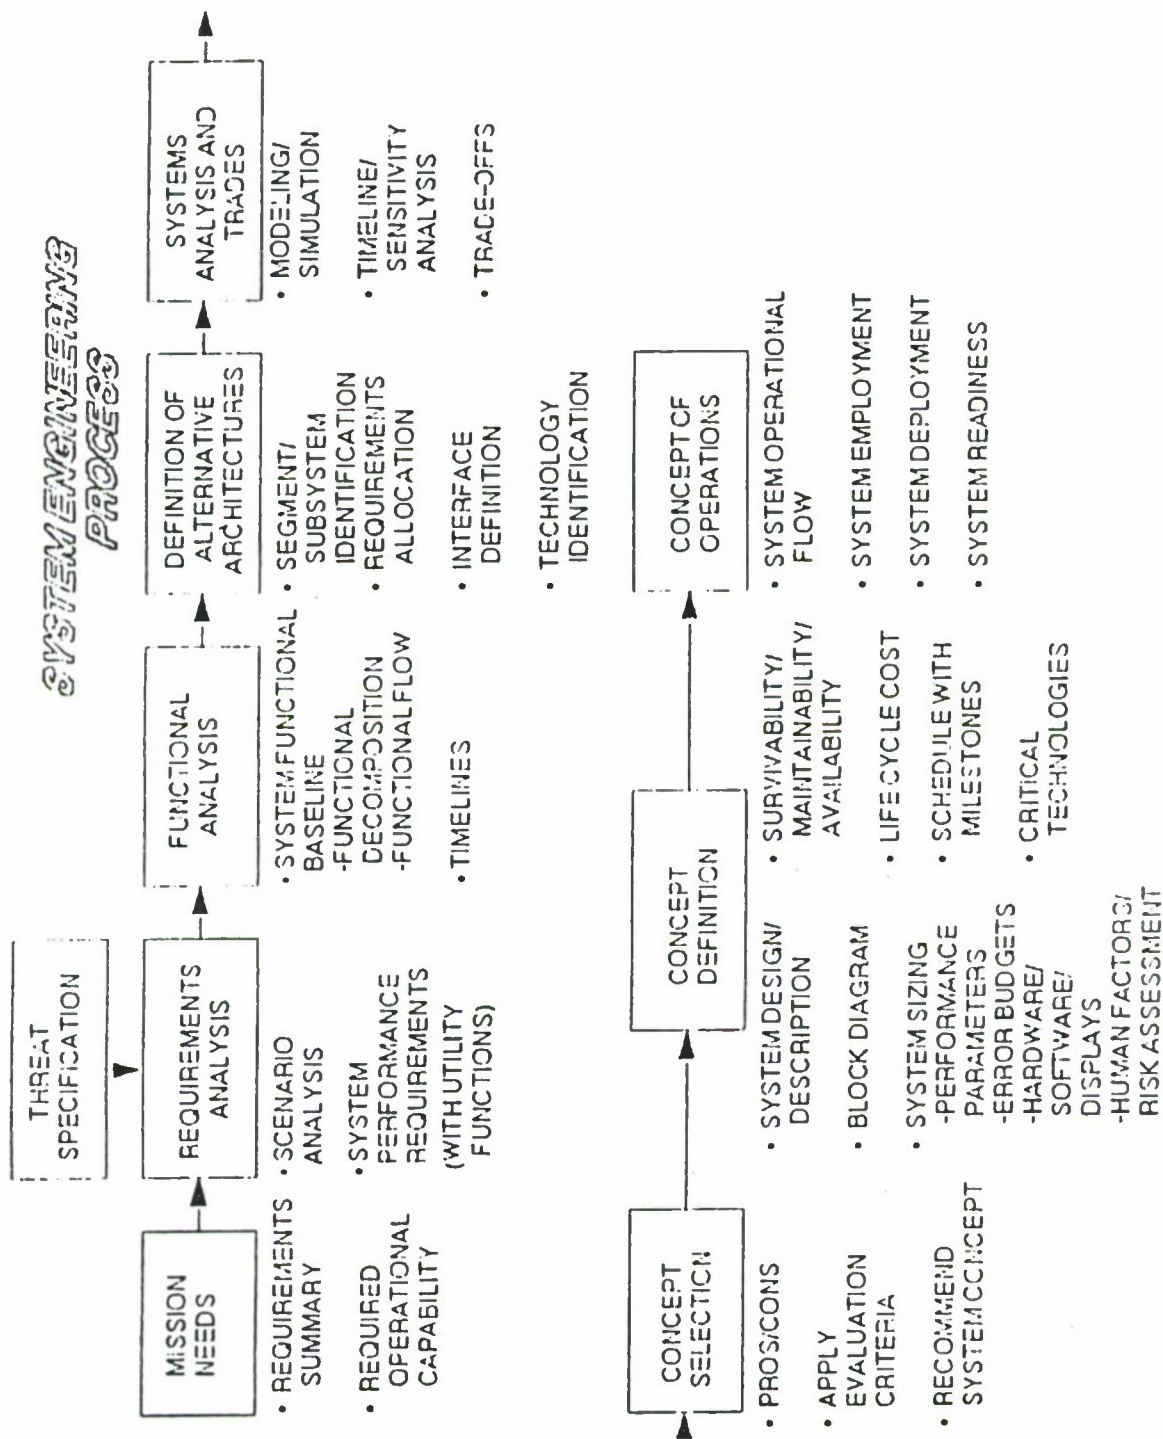 SYSTEM ENGINEERING
PROCESS
THREAT
SPECIFICATION
MISSION
NEEDS
• REQUIREMENTS
SUMMARY
• REQUIRED
OPERATIONAL
CAPABILITY
REQUIREMENTS
ANALYSIS
• SCENARIO
ANALYSIS
• SYSTEM
PERFORMANCE
REQUIREMENTS
(WITH UTILITY
FUNCTIONS)
FUNCTIONAL
ANALYSIS
• SYSTEM FUNCTIONAL
BASELINE
-FUNCTIONAL
DECOMPOSITION
-FUNCTIONAL FLOW
• TIMELINES
DEFINITION OF
ALTERNATIVE
ARCHITECTURES
• SEGMENT/
SUBSYSTEM
IDENTIFICATION
• REQUIREMENTS
ALLOCATION
• INTERFACE
DEFINITION
• TECHNOLOGY
IDENTIFICATION
SYSTEMS
ANALYSIS AND
TRADES
• MODELING/
SIMULATION
• TIMELINE/
SENSITIVITY
ANALYSIS
• TRADE-OFFS
CONCEPT
SELECTION
• PROS/CONS
• APPLY
EVALUATION
CRITERIA
• RECOMMEND
SYSTEM CONCEPT
CONCEPT
DEFINITION
• SYSTEM DESIGN/
DESCRIPTION
• BLOCK DIAGRAM
• SYSTEM SIZING
-PERFORMANCE
PARAMETERS
-ERROR BUDGETS
-HARDWARE/
SOFTWARE/
DISPLAYS
-HUMAN FACTORS/
RISK ASSESSMENT
• SURVIVABILITY/
MAINTAINABILITY/
AVAILABILITY
• LIFE CYCLE COST
• SCHEDULE WITH
MILESTONES
• CRITICAL
TECHNOLOGIES
CONCEPT OF
OPERATIONS
• SYSTEM OPERATIONAL
FLOW
• SYSTEM EMPLOYMENT
• SYSTEM DEPLOYMENT
• SYSTEM READINESS